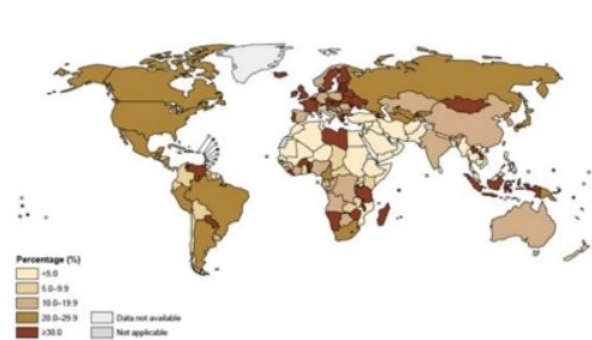 Percentage (%)
<5.0
5.0–9.9
10.0–19.9
20.0–29.9
≥30.0
Data not available
Not applicable